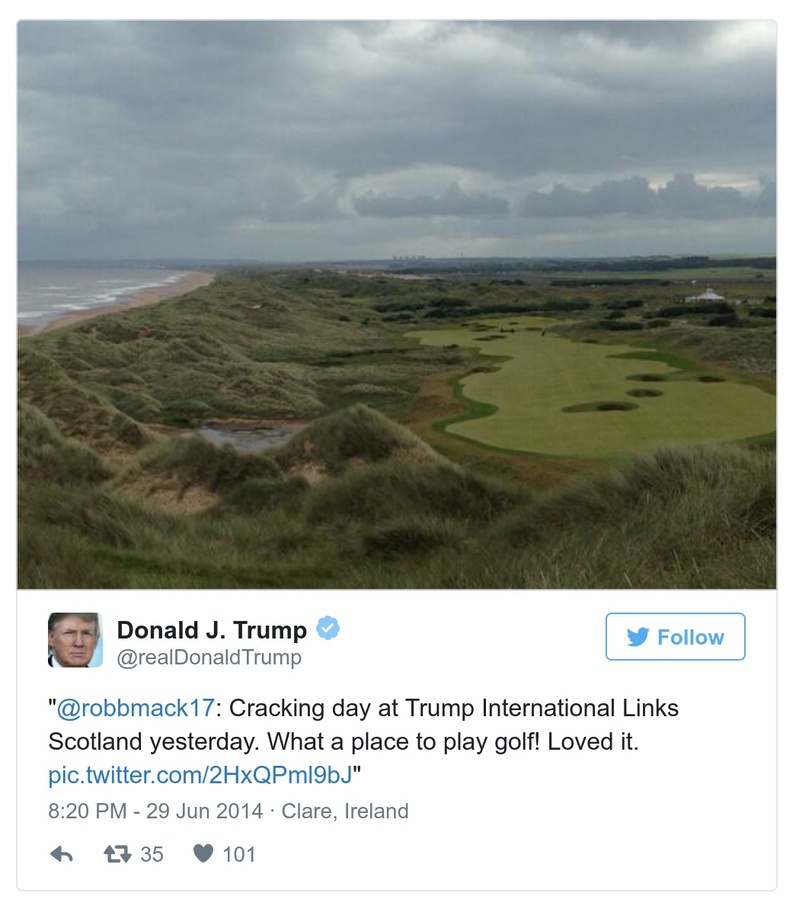 Donald J. Trump
@realDonaldTrump
Follow
"@robbmack17: Cracking day at Trump International Links
Scotland yesterday. What a place to play golf! Loved it.
pic.twitter.com/2HxQPml9bJ"
8:20 PM - 29 Jun 2014 · Clare, Ireland
35 101